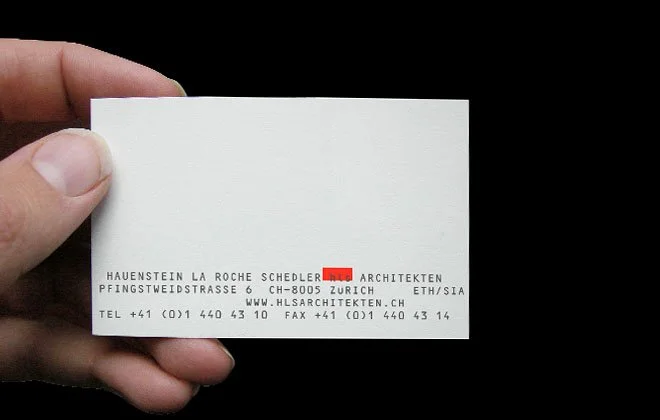 HAUENSTEIN LA ROCHE SCHEDLER hls ARCHITEKTEN
PFINGSTWEIDSTRASSE 6 CH-8005 ZüRICH ETH/SIA
WWW.HLSARCHITEKTEN.CH
TEL +41 (0)1 440 43 10 FAX +41 (0)1 440 43 14